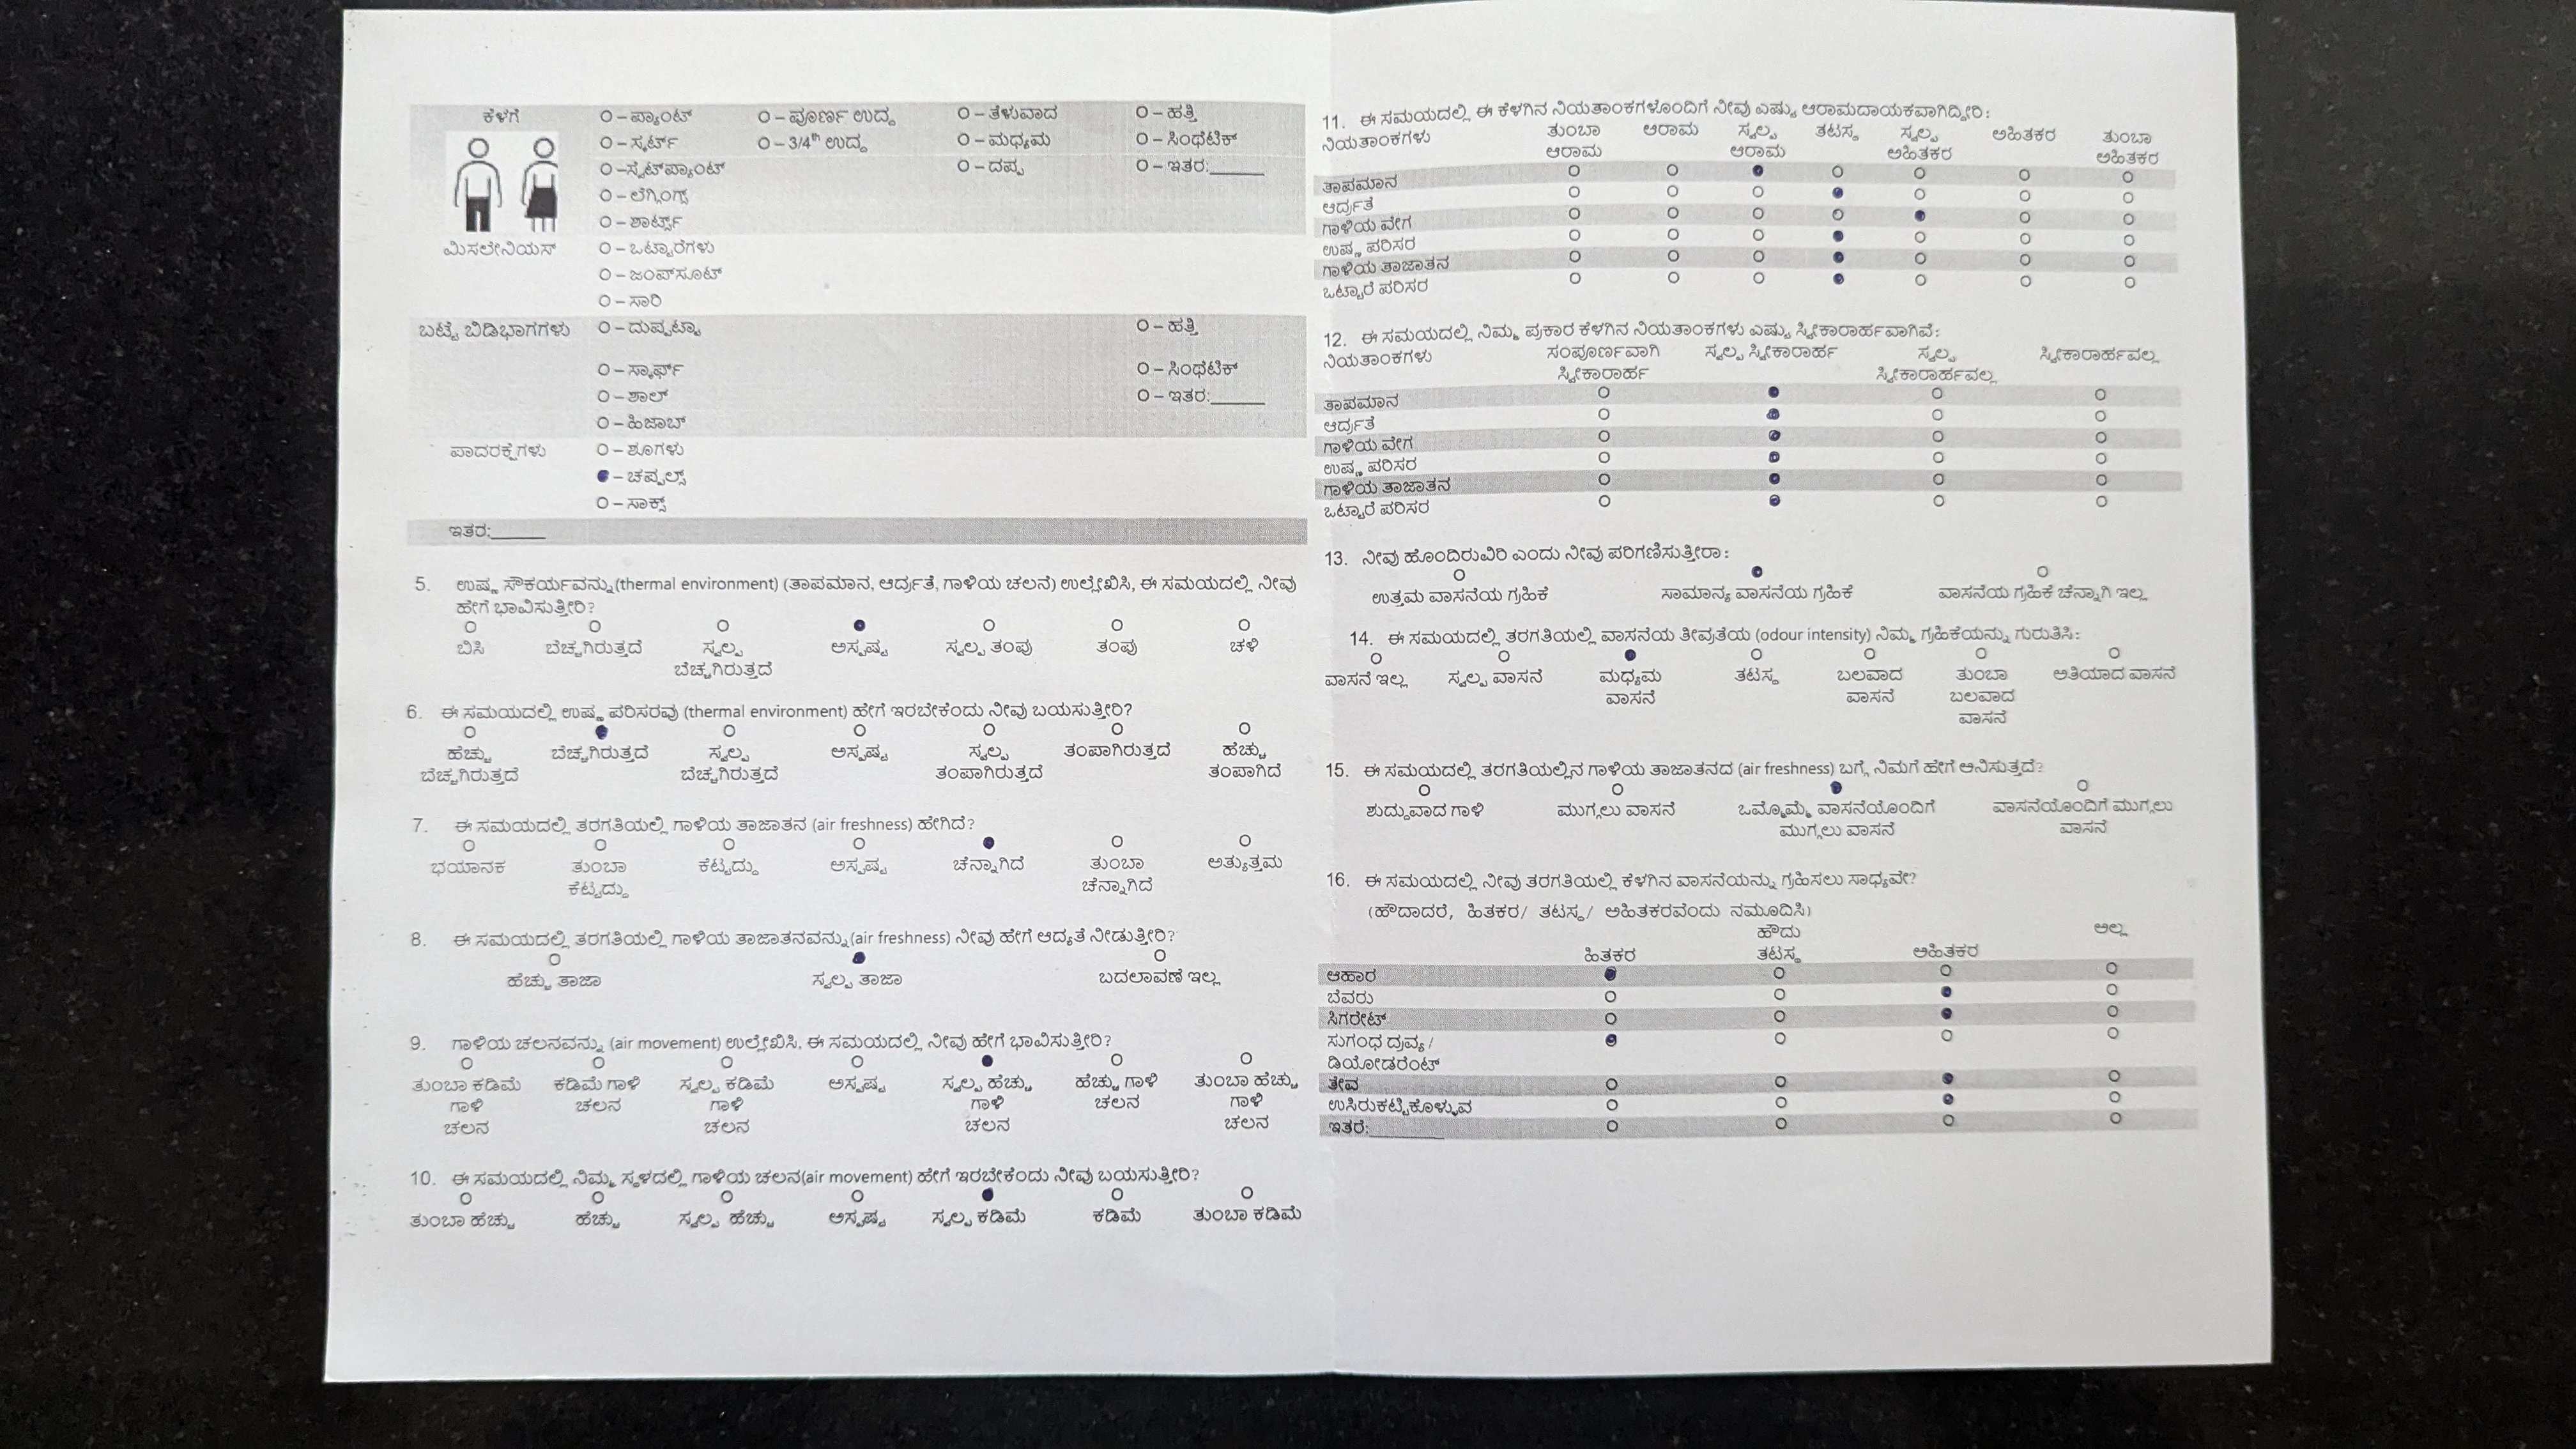 ಕೆಳಗೆ O – ಪ್ಯಾಂಟ್ O – ಪೂರ್ಣ ಉದ್ದ O – ತೆಳುವಾದ O – ಹತ್ತಿ
O – ಸ್ಕರ್ಟ್ O – 3/4th ಉದ್ದ O – ಮಧ್ಯಮ O – ಸಿಂಥೆಟಿಕ್
O –ಸ್ವೆಟ್‌ಪ್ಯಾಂಟ್ O – ದಪ್ಪ O – ಇತರ:______
O – ಲೆಗ್ಗಿಂಗ್ಸ್
O – ಶಾರ್ಟ್ಸ್
ಮಿಸಲೇನಿಯಸ್ O – ಒಟ್ಟಾರೆಗಳು
O – ಜಂಪ್‌ಸೂಟ್
O – ಸಾರಿ
ಬಟ್ಟೆ ಬಿಡಿಭಾಗಗಳು O – ದುಪ್ಪಟ್ಟಾ O – ಹತ್ತಿ
O – ಸ್ಕಾರ್ಫ್ O – ಸಿಂಥೆಟಿಕ್
O – ಶಾಲ್ O – ಇತರ:______
O – ಹಿಜಾಬ್
ಪಾದರಕ್ಷೆಗಳು O – ಶೂಗಳು
– ಚಪ್ಪಲ್ಸ್
O – ಸಾಕ್ಸ್
ಇತರ:______
5. ಉಷ್ಣ ಸೌಕರ್ಯವನ್ನು (thermal environment) (ತಾಪಮಾನ, ಆರ್ದ್ರತೆ, ಗಾಳಿಯ ಚಲನೆ) ಉಲ್ಲೇಖಿಸಿ, ಈ ಸಮಯದಲ್ಲಿ ನೀವು
ಹೇಗೆ ಭಾವಿಸುತ್ತೀರಿ?
ಬಿಸಿ ಬೆಚ್ಚಗಿರುತ್ತದೆ ಸ್ವಲ್ಪ ಅಸ್ಪಷ್ಟ ಸ್ವಲ್ಪ ತಂಪು ತಂಪು ಚಳಿ
ಬೆಚ್ಚಗಿರುತ್ತದೆ
6. ಈ ಸಮಯದಲ್ಲಿ ಉಷ್ಣ ಪರಿಸರವು (thermal environment) ಹೇಗೆ ಇರಬೇಕೆಂದು ನೀವು ಬಯಸುತ್ತೀರಿ?
ಹೆಚ್ಚು ಬೆಚ್ಚಗಿರುತ್ತದೆ ಸ್ವಲ್ಪ ಅಸ್ಪಷ್ಟ ಸ್ವಲ್ಪ ತಂಪಾಗಿರುತ್ತದೆ ಹೆಚ್ಚು
ಬೆಚ್ಚಗಿರುತ್ತದೆ ಬೆಚ್ಚಗಿರುತ್ತದೆ ತಂಪಾಗಿರುತ್ತದೆ ತಂಪಾಗಿದೆ
7. ಈ ಸಮಯದಲ್ಲಿ ತರಗತಿಯಲ್ಲಿ ಗಾಳಿಯ ತಾಜಾತನ (air freshness) ಹೇಗಿದೆ?
ಭಯಾನಕ ತುಂಬಾ ಕೆಟ್ಟದ್ದು ಅಸ್ಪಷ್ಟ ಚೆನ್ನಾಗಿದೆ ತುಂಬಾ ಅತ್ಯುತ್ತಮ
ಕೆಟ್ಟದ್ದು ಚೆನ್ನಾಗಿದೆ
8. ಈ ಸಮಯದಲ್ಲಿ ತರಗತಿಯಲ್ಲಿ ಗಾಳಿಯ ತಾಜಾತನವನ್ನು (air freshness) ನೀವು ಹೇಗೆ ಆದ್ಯತೆ ನೀಡುತ್ತೀರಿ?
ಹೆಚ್ಚು ತಾಜಾ ಸ್ವಲ್ಪ ತಾಜಾ ಬದಲಾವಣೆ ಇಲ್ಲ
9. ಗಾಳಿಯ ಚಲನವನ್ನು (air movement) ಉಲ್ಲೇಖಿಸಿ, ಈ ಸಮಯದಲ್ಲಿ ನೀವು ಹೇಗೆ ಭಾವಿಸುತ್ತೀರಿ?
ತುಂಬಾ ಕಡಿಮೆ ಕಡಿಮೆ ಗಾಳಿ ಸ್ವಲ್ಪ ಕಡಿಮೆ ಅಸ್ಪಷ್ಟ ಸ್ವಲ್ಪ ಹೆಚ್ಚು ಹೆಚ್ಚು ಗಾಳಿ ತುಂಬಾ ಹೆಚ್ಚು
ಗಾಳಿ ಚಲನ ಗಾಳಿ ಗಾಳಿ ಚಲನ ಗಾಳಿ
ಚಲನ ಚಲನ ಚಲನ ಚಲನ
10. ಈ ಸಮಯದಲ್ಲಿ ನಿಮ್ಮ ಸ್ಥಳದಲ್ಲಿ ಗಾಳಿಯ ಚಲನ(air movement) ಹೇಗೆ ಇರಬೇಕೆಂದು ನೀವು ಬಯಸುತ್ತೀರಿ?
ತುಂಬಾ ಹೆಚ್ಚು ಹೆಚ್ಚು ಸ್ವಲ್ಪ ಹೆಚ್ಚು ಅಸ್ಪಷ್ಟ ಸ್ವಲ್ಪ ಕಡಿಮೆ ಕಡಿಮೆ ತುಂಬಾ ಕಡಿಮೆ
11. ಈ ಸಮಯದಲ್ಲಿ ಈ ಕೆಳಗಿನ ನಿಯತಾಂಕಗಳೊಂದಿಗೆ ನೀವು ಎಷ್ಟು ಆರಾಮದಾಯಕವಾಗಿದ್ದೀರಿ:
ನಿಯತಾಂಕಗಳು ತುಂಬಾ ಆರಾಮ ಸ್ವಲ್ಪ ತಟಸ್ಥ ಸ್ವಲ್ಪ ಅಹಿತಕರ ತುಂಬಾ
ಆರಾಮ ಆರಾಮ ಅಹಿತಕರ ಅಹಿತಕರ
ತಾಪಮಾನ
ಆರ್ದ್ರತೆ
ಗಾಳಿಯ ವೇಗ
ಉಷ್ಣ ಪರಿಸರ
ಗಾಳಿಯ ತಾಜಾತನ
ಒಟ್ಟಾರೆ ಪರಿಸರ
12. ಈ ಸಮಯದಲ್ಲಿ ನಿಮ್ಮ ಪ್ರಕಾರ ಕೆಳಗಿನ ನಿಯತಾಂಕಗಳು ಎಷ್ಟು ಸ್ವೀಕಾರಾರ್ಹವಾಗಿವೆ:
ನಿಯತಾಂಕಗಳು ಸಂಪೂರ್ಣವಾಗಿ ಸ್ವಲ್ಪ ಸ್ವೀಕಾರಾರ್ಹ ಸ್ವಲ್ಪ ಸ್ವೀಕಾರಾರ್ಹವಲ್ಲ
ಸ್ವೀಕಾರಾರ್ಹ ಸ್ವೀಕಾರಾರ್ಹವಲ್ಲ
ತಾಪಮಾನ
ಆರ್ದ್ರತೆ
ಗಾಳಿಯ ವೇಗ
ಉಷ್ಣ ಪರಿಸರ
ಗಾಳಿಯ ತಾಜಾತನ
ಒಟ್ಟಾರೆ ಪರಿಸರ
13. ನೀವು ಹೊಂದಿರುವಿರಿ ಎಂದು ನೀವು ಪರಿಗಣಿಸುತ್ತೀರಾ:
ಉತ್ತಮ ವಾಸನೆಯ ಗ್ರಹಿಕೆ ಸಾಮಾನ್ಯ ವಾಸನೆಯ ಗ್ರಹಿಕೆ ವಾಸನೆಯ ಗ್ರಹಿಕೆ ಚೆನ್ನಾಗಿ ಇಲ್ಲ
14. ಈ ಸಮಯದಲ್ಲಿ ತರಗತಿಯಲ್ಲಿ ವಾಸನೆಯ ತೀವ್ರತೆಯ (odour intensity) ನಿಮ್ಮ ಗ್ರಹಿಕೆಯನ್ನು ಗುರುತಿಸಿ:
ವಾಸನೆ ಇಲ್ಲ ಸ್ವಲ್ಪ ವಾಸನೆ ಮಧ್ಯಮ ತಟಸ್ಥ ಬಲವಾದ ತುಂಬಾ ಅತಿಯಾದ ವಾಸನೆ
ವಾಸನೆ ವಾಸನೆ ಬಲವಾದ
ವಾಸನೆ
15. ಈ ಸಮಯದಲ್ಲಿ ತರಗತಿಯಲ್ಲಿನ ಗಾಳಿಯ ತಾಜಾತನದ (air freshness) ಬಗ್ಗೆ ನಿಮಗೆ ಹೇಗೆ ಅನಿಸುತ್ತದೆ?
ಶುದ್ಧವಾದ ಗಾಳಿ ಮುಗ್ಗಲು ವಾಸನೆ ಒಮ್ಮೊಮ್ಮೆ ವಾಸನೆಯೊಂದಿಗೆ ವಾಸನೆಯೊಂದಿಗೆ ಮುಗ್ಗಲು
ಮುಗ್ಗಲು ವಾಸನೆ ವಾಸನೆ
16. ಈ ಸಮಯದಲ್ಲಿ ನೀವು ತರಗತಿಯಲ್ಲಿ ಕೆಳಗಿನ ವಾಸನೆಯನ್ನು ಗ್ರಹಿಸಲು ಸಾಧ್ಯವೇ?
(ಹೌದಾದರೆ, ಹಿತಕರ/ ತಟಸ್ಥ/ ಅಹಿತಕರವೆಂದು ನಮೂದಿಸಿ)
ಹೌದು ಅಲ್ಲ
ಹಿತಕರ ತಟಸ್ಥ ಅಹಿತಕರ
ಆಹಾರ
ಬೆವರು
ಸಿಗರೇಟ್
ಸುಗಂಧ ದ್ರವ್ಯ /
ಡಿಯೋಡರೆಂಟ್
ತೇವ
ಉಸಿರುಕಟ್ಟಿಕೊಳ್ಳುವ
ಇತರೆ:________